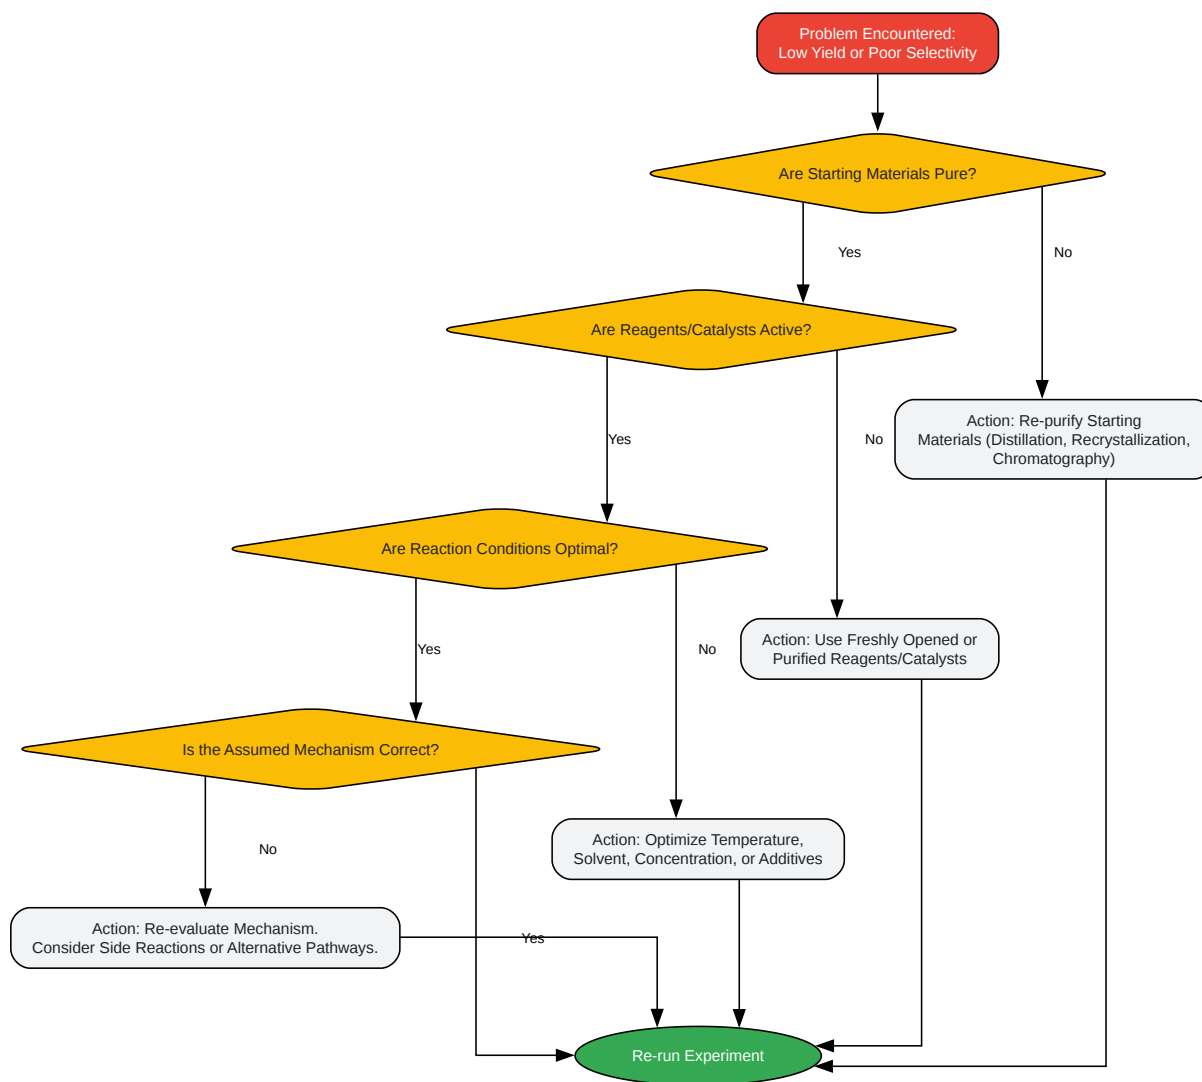 Problem Encountered:
Low Yield or Poor Selectivity
Are Starting Materials Pure?
Yes
No
Are Reagents/Catalysts Active?
Action: Re-purify Starting
Materials (Distillation, Recrystallization,
Chromatography)
Yes
No
Are Reaction Conditions Optimal?
Action: Use Freshly Opened or
Purified Reagents/Catalysts
Yes
No
Is the Assumed Mechanism Correct?
Action: Optimize Temperature,
Solvent, Concentration, or Additives
No
Action: Re-evaluate Mechanism.
Consider Side Reactions or Alternative Pathways.
Yes
Re-run Experiment